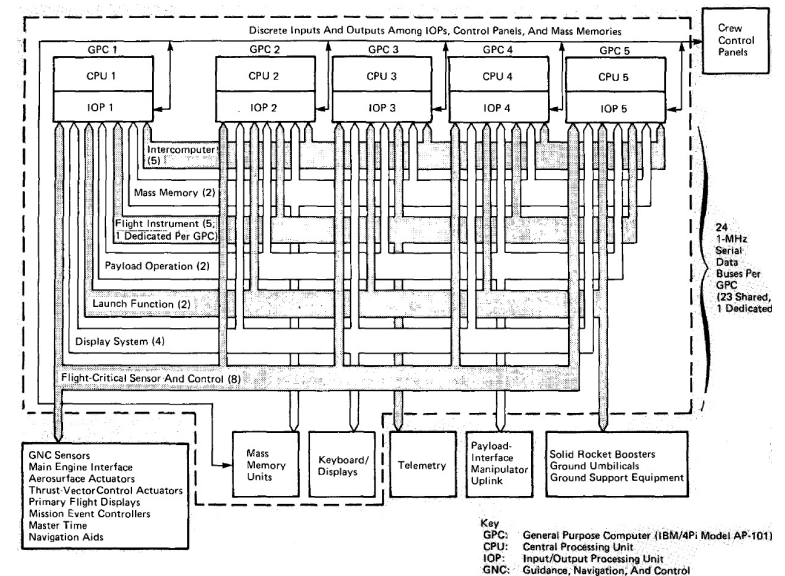 Discrete Inputs And Outputs Among IOPs, Control Panels, And Mass Memories
Crew
Control
Panels
GPC 1
GPC 2
GPC 3
GPC 4
GPC 5
CPU 1
CPU 2
CPU 3
CPU 4
CPU 5
IOP 1
IOP 2
IOP 3
IOP 4
IOP 5
Intercomputer
(5)
Mass Memory (2)
Flight Instrument (5,
1 Dedicated Per GPC)
Payload Operation (2)
Launch Function (2)
Display System (4)
Flight-Critical Sensor And Control (8)
24
1-MHz
Serial
Data
Buses Per
GPC
(23 Shared,
1 Dedicated
GNC Sensors
Main Engine Interface
Aerosurface Actuators
Thrust-Vector Control Actuators
Primary Flight Displays
Mission Event Controllers
Master Time
Navigation Aids
Mass
Memory
Units
Keyboard/
Displays
Telemetry
Payload-
Interface
Manipulator
Uplink
Solid Rocket Boosters
Ground Umbilicals
Ground Support Equipment
Key
GPC: General Purpose Computer (IBM/4Pi Model AP-101)
CPU: Central Processing Unit
IOP: Input/Output Processing Unit
GNC: Guidance, Navigation, And Control